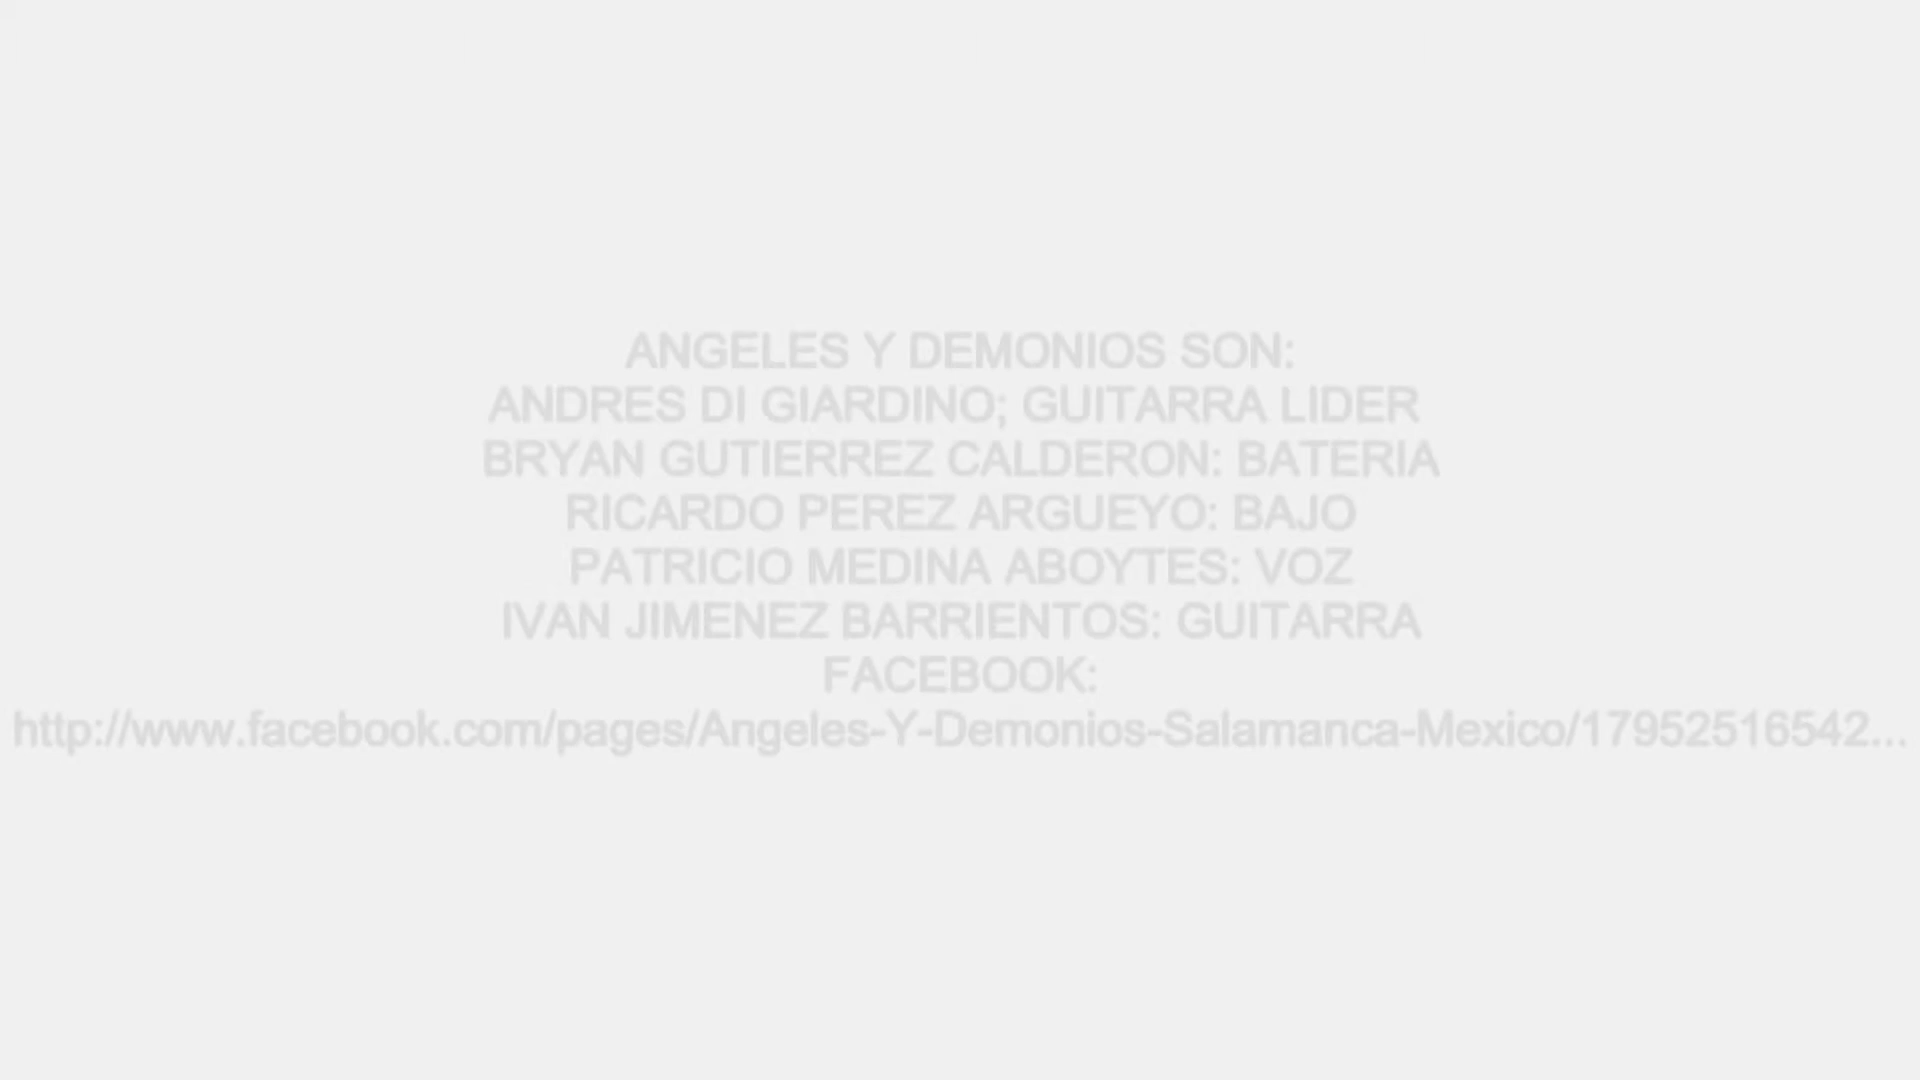 ANGELES Y DEMONIOS SON:
ANDRES DI GIARDINO; GUITARRA LIDER
BRYAN GUTIERREZ CALDERON: BATERIA
RICARDO PEREZ ARGUEYO: BAJO
PATRICIO MEDINA ABOYTES: VOZ
IVAN JIMENEZ BARRIENTOS: GUITARRA
FACEBOOK:
http://www.facebook.com/pages/Angeles-Y-Demonios-Salamanca-Mexico/17952516542...